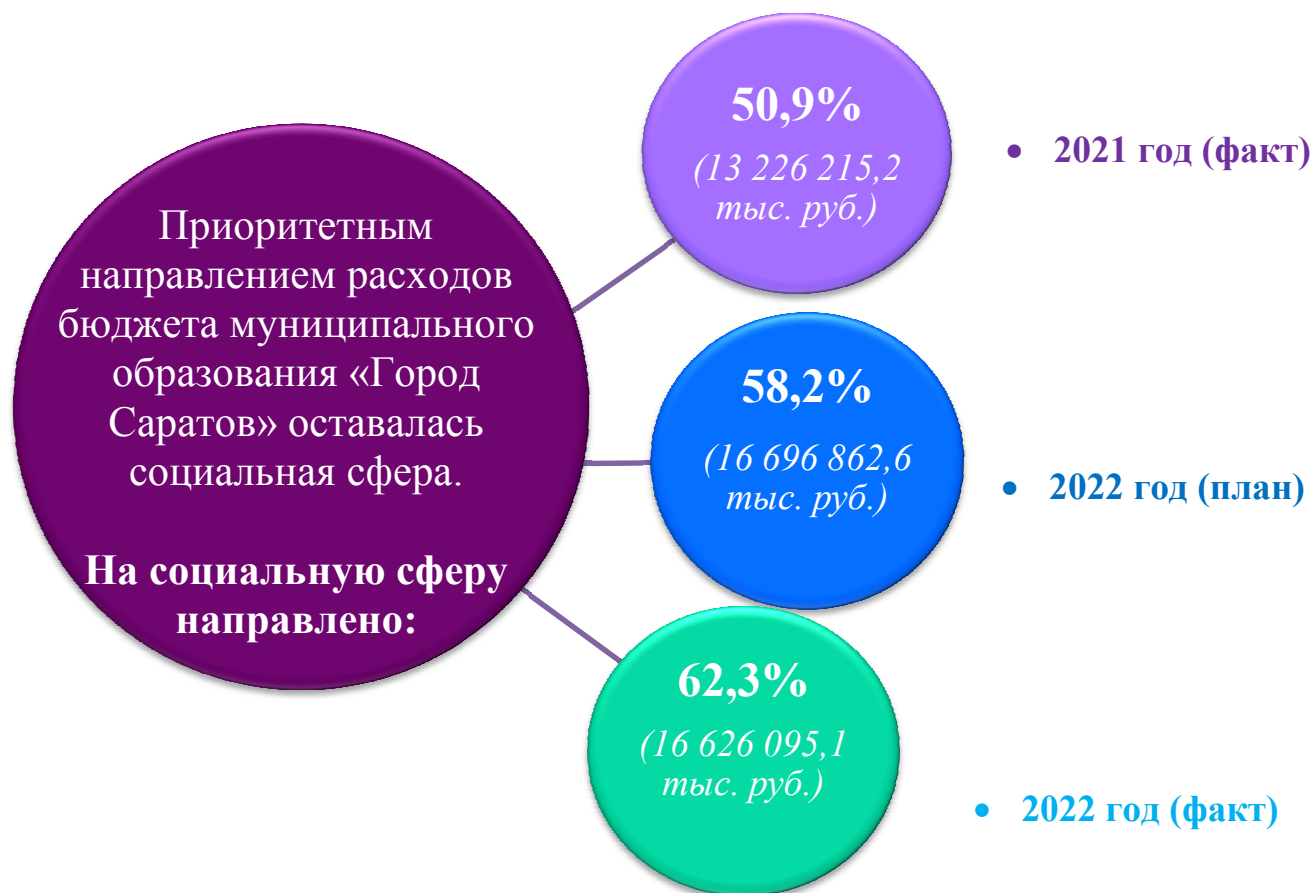 Приоритетным
направлением расходов
бюджета муниципального
образования «Город
Саратов» оставалась
социальная сфера.
На социальную сферу
направлено:
50,9%
(13 226 215,2
тыс. руб.)
• 2021 год (факт)
58,2%
(16 696 862,6
тыс. руб.)
• 2022 год (план)
62,3%
(16 626 095,1
тыс. руб.)
• 2022 год (факт)